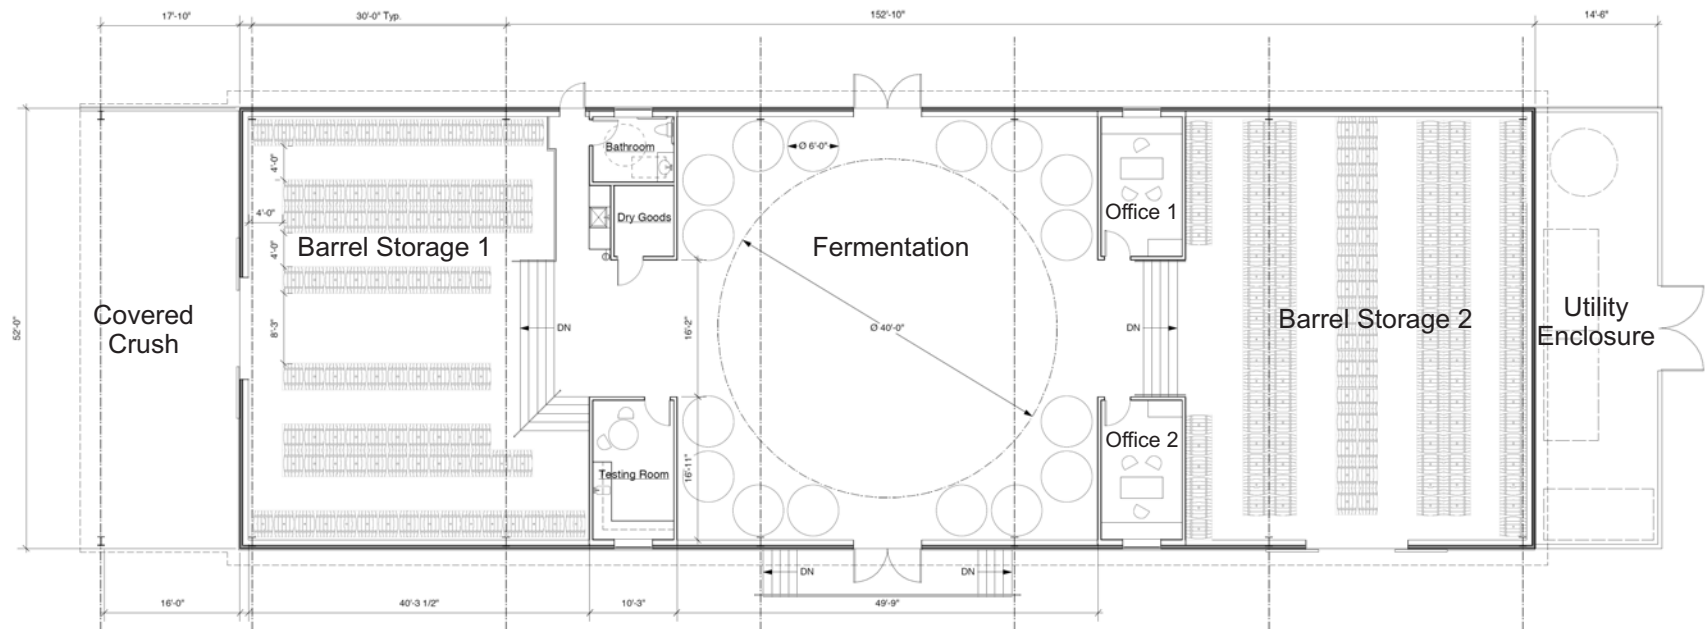 17'-10"
30'-0" Typ.
152'-10"
14'-6"
Bathroom
Ø 6'-0"
4'-0"
4'-0"
Dry Goods
Office 1
Barrel Storage 1
Fermentation
4'-0"
Covered
Crush
52'-0"
8'-3"
DN
16'-2"
Ø 40'-0"
DN
Barrel Storage 2
Utility
Enclosure
Office 2
Testing Room
16'-11"
DN
DN
16'-0"
40'-3 1/2"
10'-3"
49'-9"